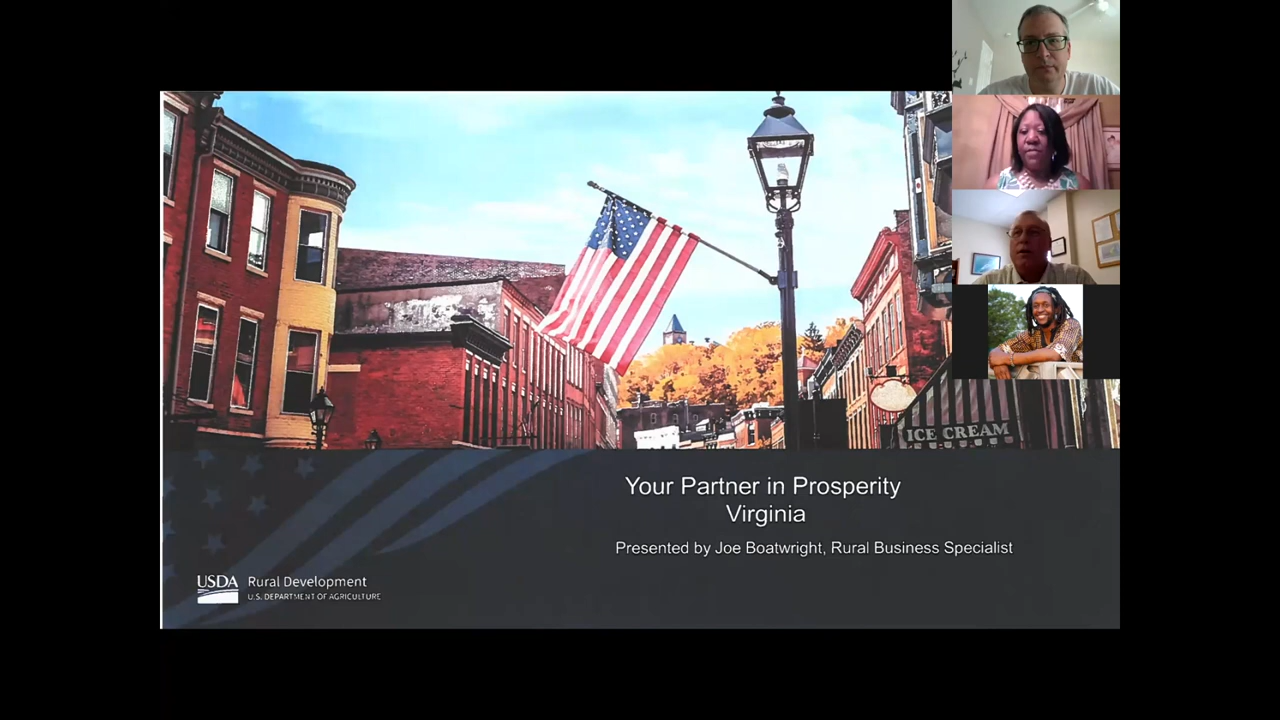 ICE CREAM
Your Partner in Prosperity
Virginia
Presented by Joe Boatwright, Rural Business Specialist
USDA Rural Development
U.S. DEPARTMENT OF AGRICULTURE